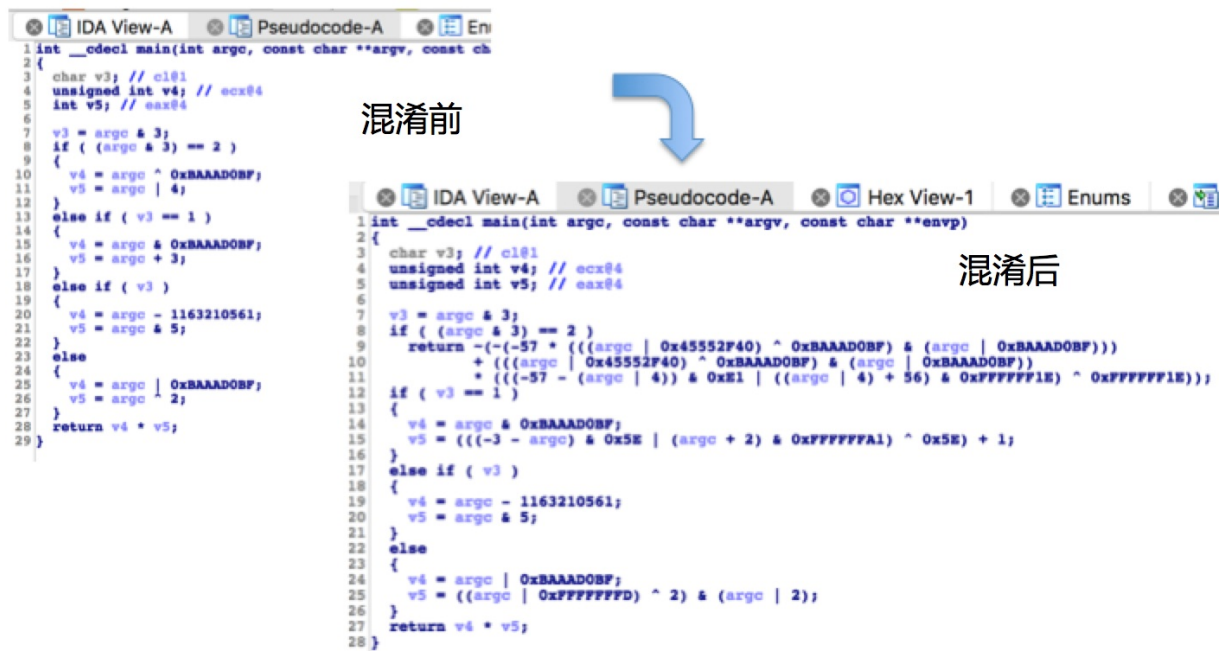 IDA View-A Pseudocode-A
1 int __cdecl main(int argc, const char **argv, const ch
2 {
3 char v3; // cl@1
4 unsigned int v4; // ecx@4
5 int v5; // eax@4
6
7 v3 = argc & 3;
8 if ( (argc & 3) == 2 )
9 {
10 v4 = argc ^ 0xBAAAD0BF;
11 v5 = argc | 4;
12 }
13 else if ( v3 == 1 )
14 {
15 v4 = argc & 0xBAAAD0BF;
16 v5 = argc + 3;
17 }
18 else if ( v3 )
19 {
20 v4 = argc - 1163210561;
21 v5 = argc & 5;
22 }
23 else
24 {
25 v4 = argc | 0xBAAAD0BF;
26 v5 = argc ^ 2;
27 }
28 return v4 * v5;
29 }
混淆前
IDA View-A Pseudocode-A Hex View-1 Enums
1 int __cdecl main(int argc, const char **argv, const char **envp)
2 {
3 char v3; // cl@1
4 unsigned int v4; // ecx@4
5 unsigned int v5; // eax@4
6
7 v3 = argc & 3;
8 if ( (argc & 3) == 2 )
9 return ~(-(-57 * (((argc | 0x45552F40) ^ 0xBAAAD0BF) & (argc | 0xBAAAD0BF)))
10 + (((argc | 0x45552F40) ^ 0xBAAAD0BF) & (argc | 0xBAAAD0BF))
11 * (((-57 - (argc | 4)) & 0xE1 | ((argc | 4) + 56) & 0xFFFFFF1E) ^ 0xFFFFFF1E));
12 if ( v3 == 1 )
13 {
14 v4 = argc & 0xBAAAD0BF;
15 v5 = (((-3 - argc) & 0x5E | (argc + 2) & 0xFFFFFFA1) ^ 0x5E) + 1;
16 }
17 else if ( v3 )
18 {
19 v4 = argc - 1163210561;
20 v5 = argc & 5;
21 }
22 else
23 {
24 v4 = argc | 0xBAAAD0BF;
25 v5 = ((argc | 0xFFFFFFFD) ^ 2) & (argc | 2);
26 }
27 return v4 * v5;
28 }
混淆后